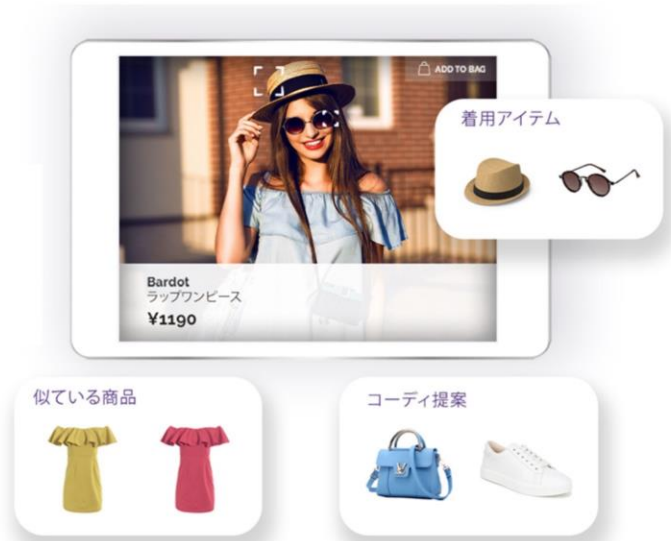 ADD TO BAG
着用アイテム
Bardot
ラップワンピース
¥1190
似ている商品
コーディ提案